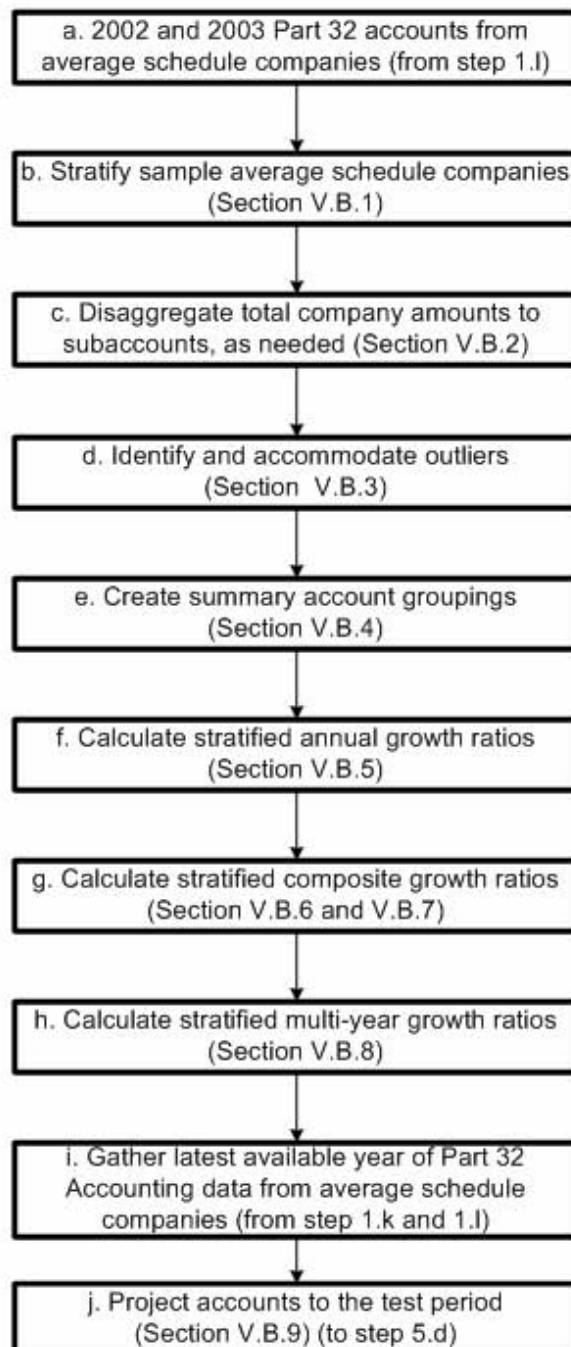 a. 2002 and 2003 Part 32 accounts from
average schedule companies (from step 1.l)
b. Stratify sample average schedule companies
(Section V.B.1)
c. Disaggregate total company amounts to
subaccounts, as needed (Section V.B.2)
d. Identify and accommodate outliers
(Section V.B.3)
e. Create summary account groupings
(Section V.B.4)
f. Calculate stratified annual growth ratios
(Section V.B.5)
g. Calculate stratified composite growth ratios
(Section V.B.6 and V.B.7)
h. Calculate stratified multi-year growth ratios
(Section V.B.8)
i. Gather latest available year of Part 32
Accounting data from average schedule
companies (from step 1.k and 1.l)
j. Project accounts to the test period
(Section V.B.9) (to step 5.d)